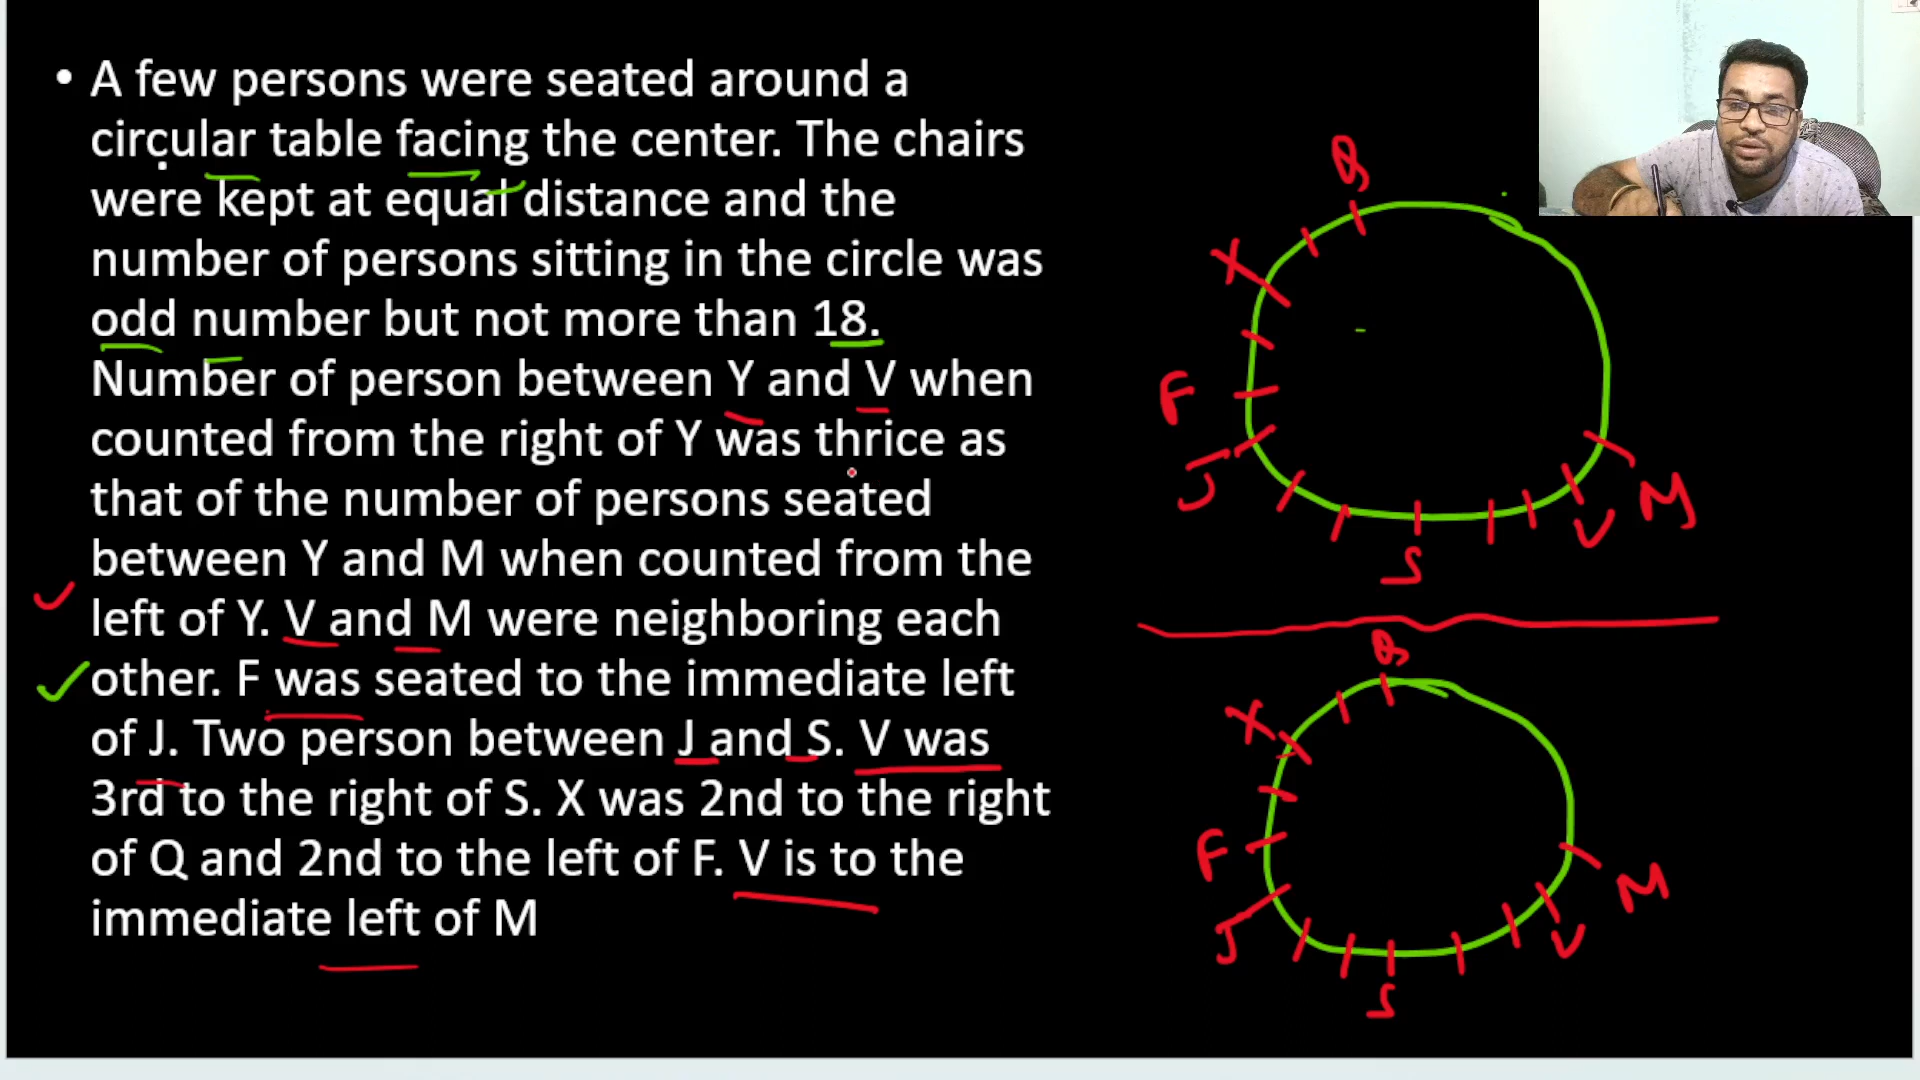 • A few persons were seated around a
circular table facing the center. The chairs
were kept at equal distance and the
number of persons sitting in the circle was
odd number but not more than 18.
Number of person between Y and V when
counted from the right of Y was thrice as
that of the number of persons seated
between Y and M when counted from the
left of Y. V and M were neighboring each
other. F was seated to the immediate left
of J. Two person between J and S. V was
3rd to the right of S. X was 2nd to the right
of Q and 2nd to the left of F. V is to the
immediate left of M
Q
X
F
J
S
V
M
Q
X
F
J
S
V
M